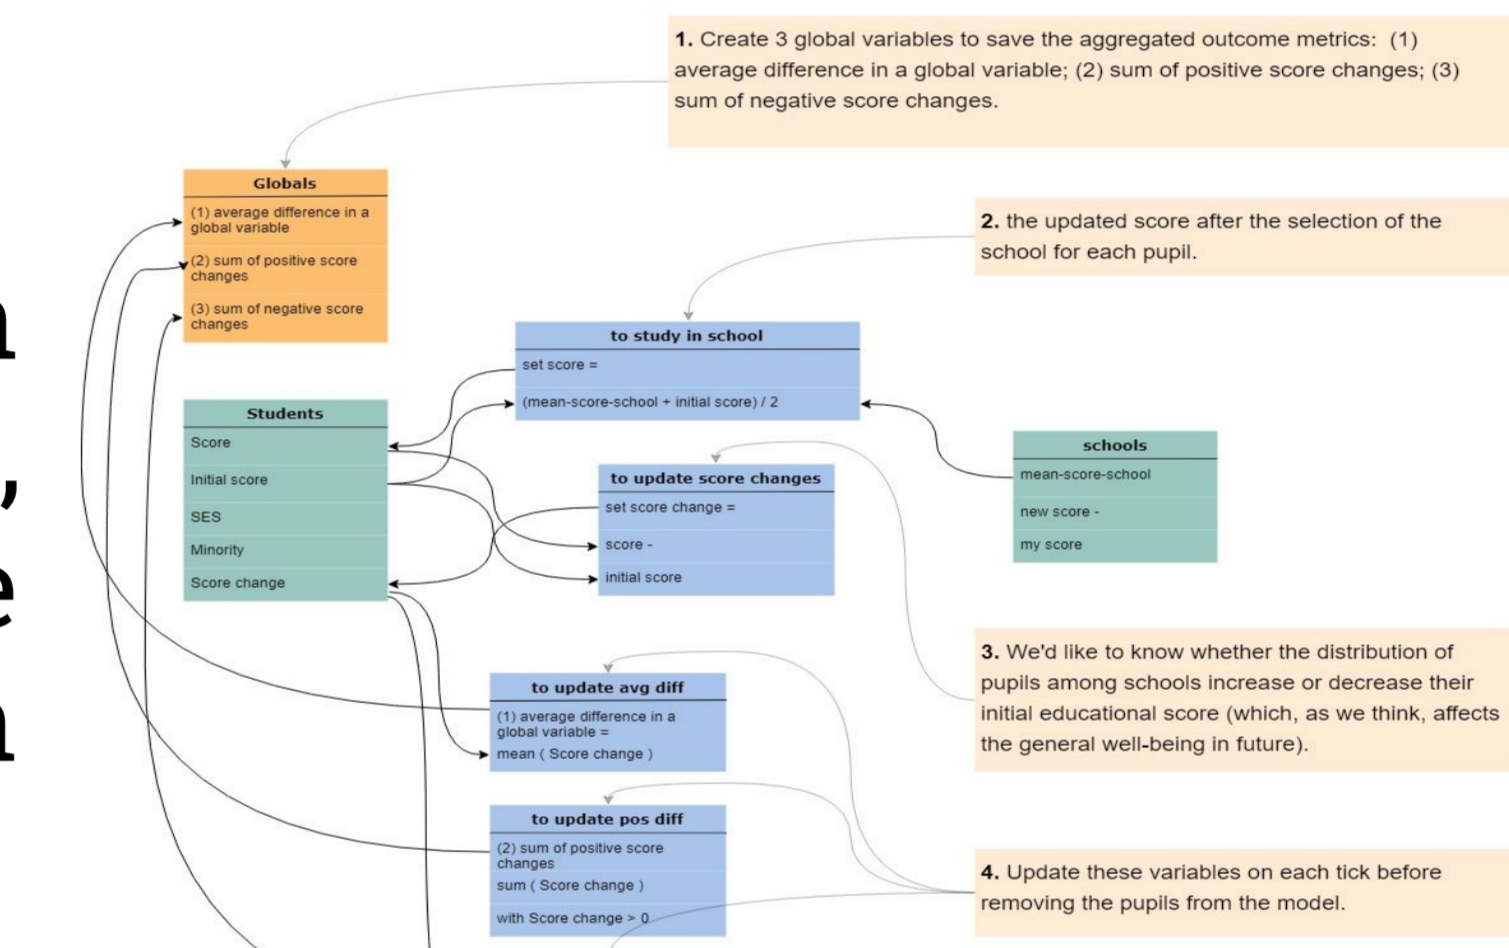 1. Create 3 global variables to save the aggregated outcome metrics: (1)
average difference in a global variable; (2) sum of positive score changes; (3)
sum of negative score changes.
Globals
(1) average difference in a
global variable
(2) sum of positive score
changes
(3) sum of negative score
changes
2. the updated score after the selection of the
school for each pupil.
to study in school
set score =
(mean-score-school + initial score) / 2
Students
Score
Initial score
SES
Minority
Score change
to update score changes
set score change =
score -
initial score
schools
mean-score-school
new score -
my score
3. We'd like to know whether the distribution of
pupils among schools increase or decrease their
initial educational score (which, as we think, affects
the general well-being in future).
to update avg diff
(1) average difference in a
global variable =
mean ( Score change )
to update pos diff
(2) sum of positive score
changes
sum ( Score change )
with Score change > 0
4. Update these variables on each tick before
removing the pupils from the model.